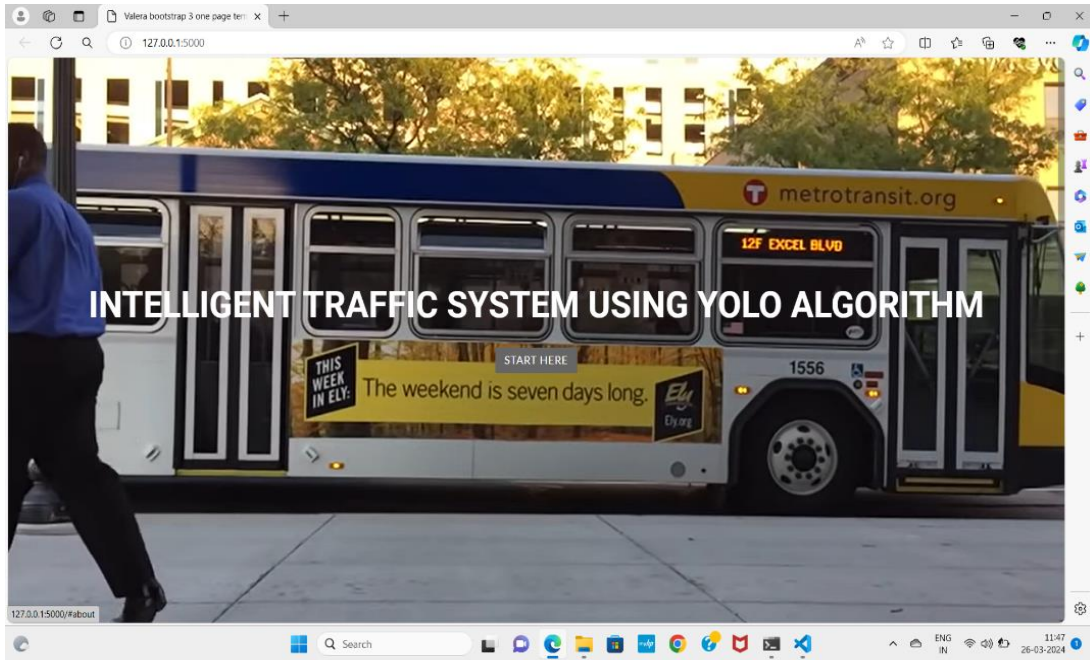 Valera bootstrap 3 one page tem
127.0.0.1:5000
T metrotransit.org
12F EXCEL BLVD
INTELLIGENT TRAFFIC SYSTEM USING YOLO ALGORITHM
START HERE
1556
THIS
WEEK
IN ELY:
The weekend is seven days long.
Ely
Ely.org
127.0.0.1:5000/#about
Search
ENG
IN
11:47
26-03-2024